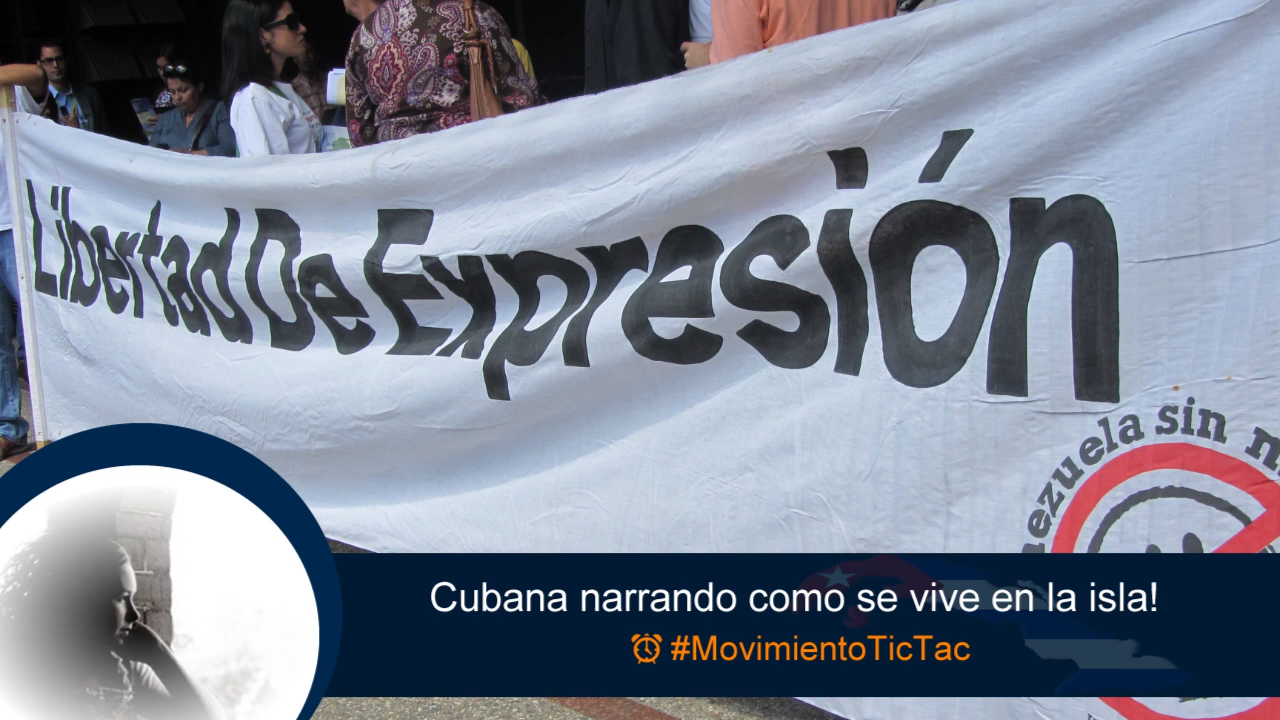 Libertad De Expresión
ezuela sin
Cubana narrando como se vive en la isla!
#MovimientoTicTac